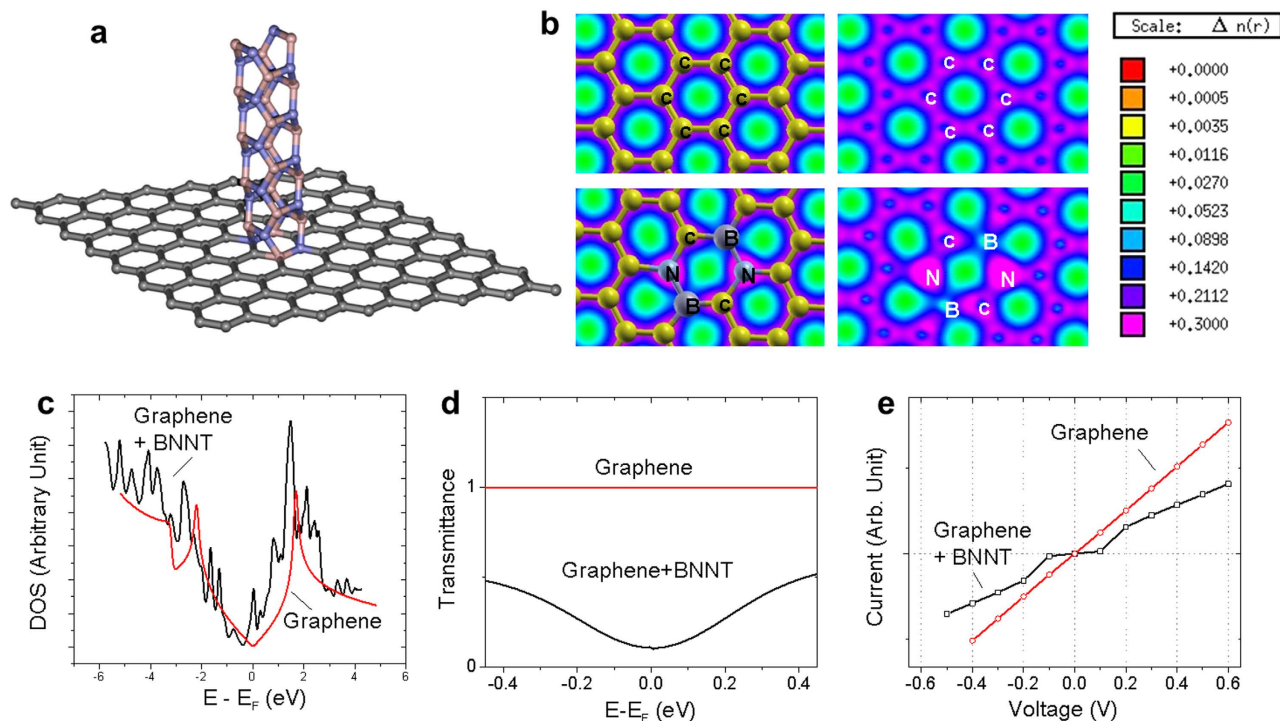 a
b
C C
C C
C C
C C
C C
C C
C B
N N
B C
C B
N N
B C
Scale: Δ n(r)
+0.0000
+0.0005
+0.0035
+0.0116
+0.0270
+0.0523
+0.0898
+0.1420
+0.2112
+0.3000
c
Graphene
+ BNNT
Graphene
DOS (Arbitrary Unit)
-6 -4 -2 0 2 4 6
E - EF (eV)
d
Graphene
Graphene+BNNT
Transmittance
1
0
-0.4 -0.2 0.0 0.2 0.4
E-EF (eV)
e
Graphene
Graphene
+ BNNT
Current (Arb. Unit)
-0.6 -0.4 -0.2 0.0 0.2 0.4 0.6
Voltage (V)